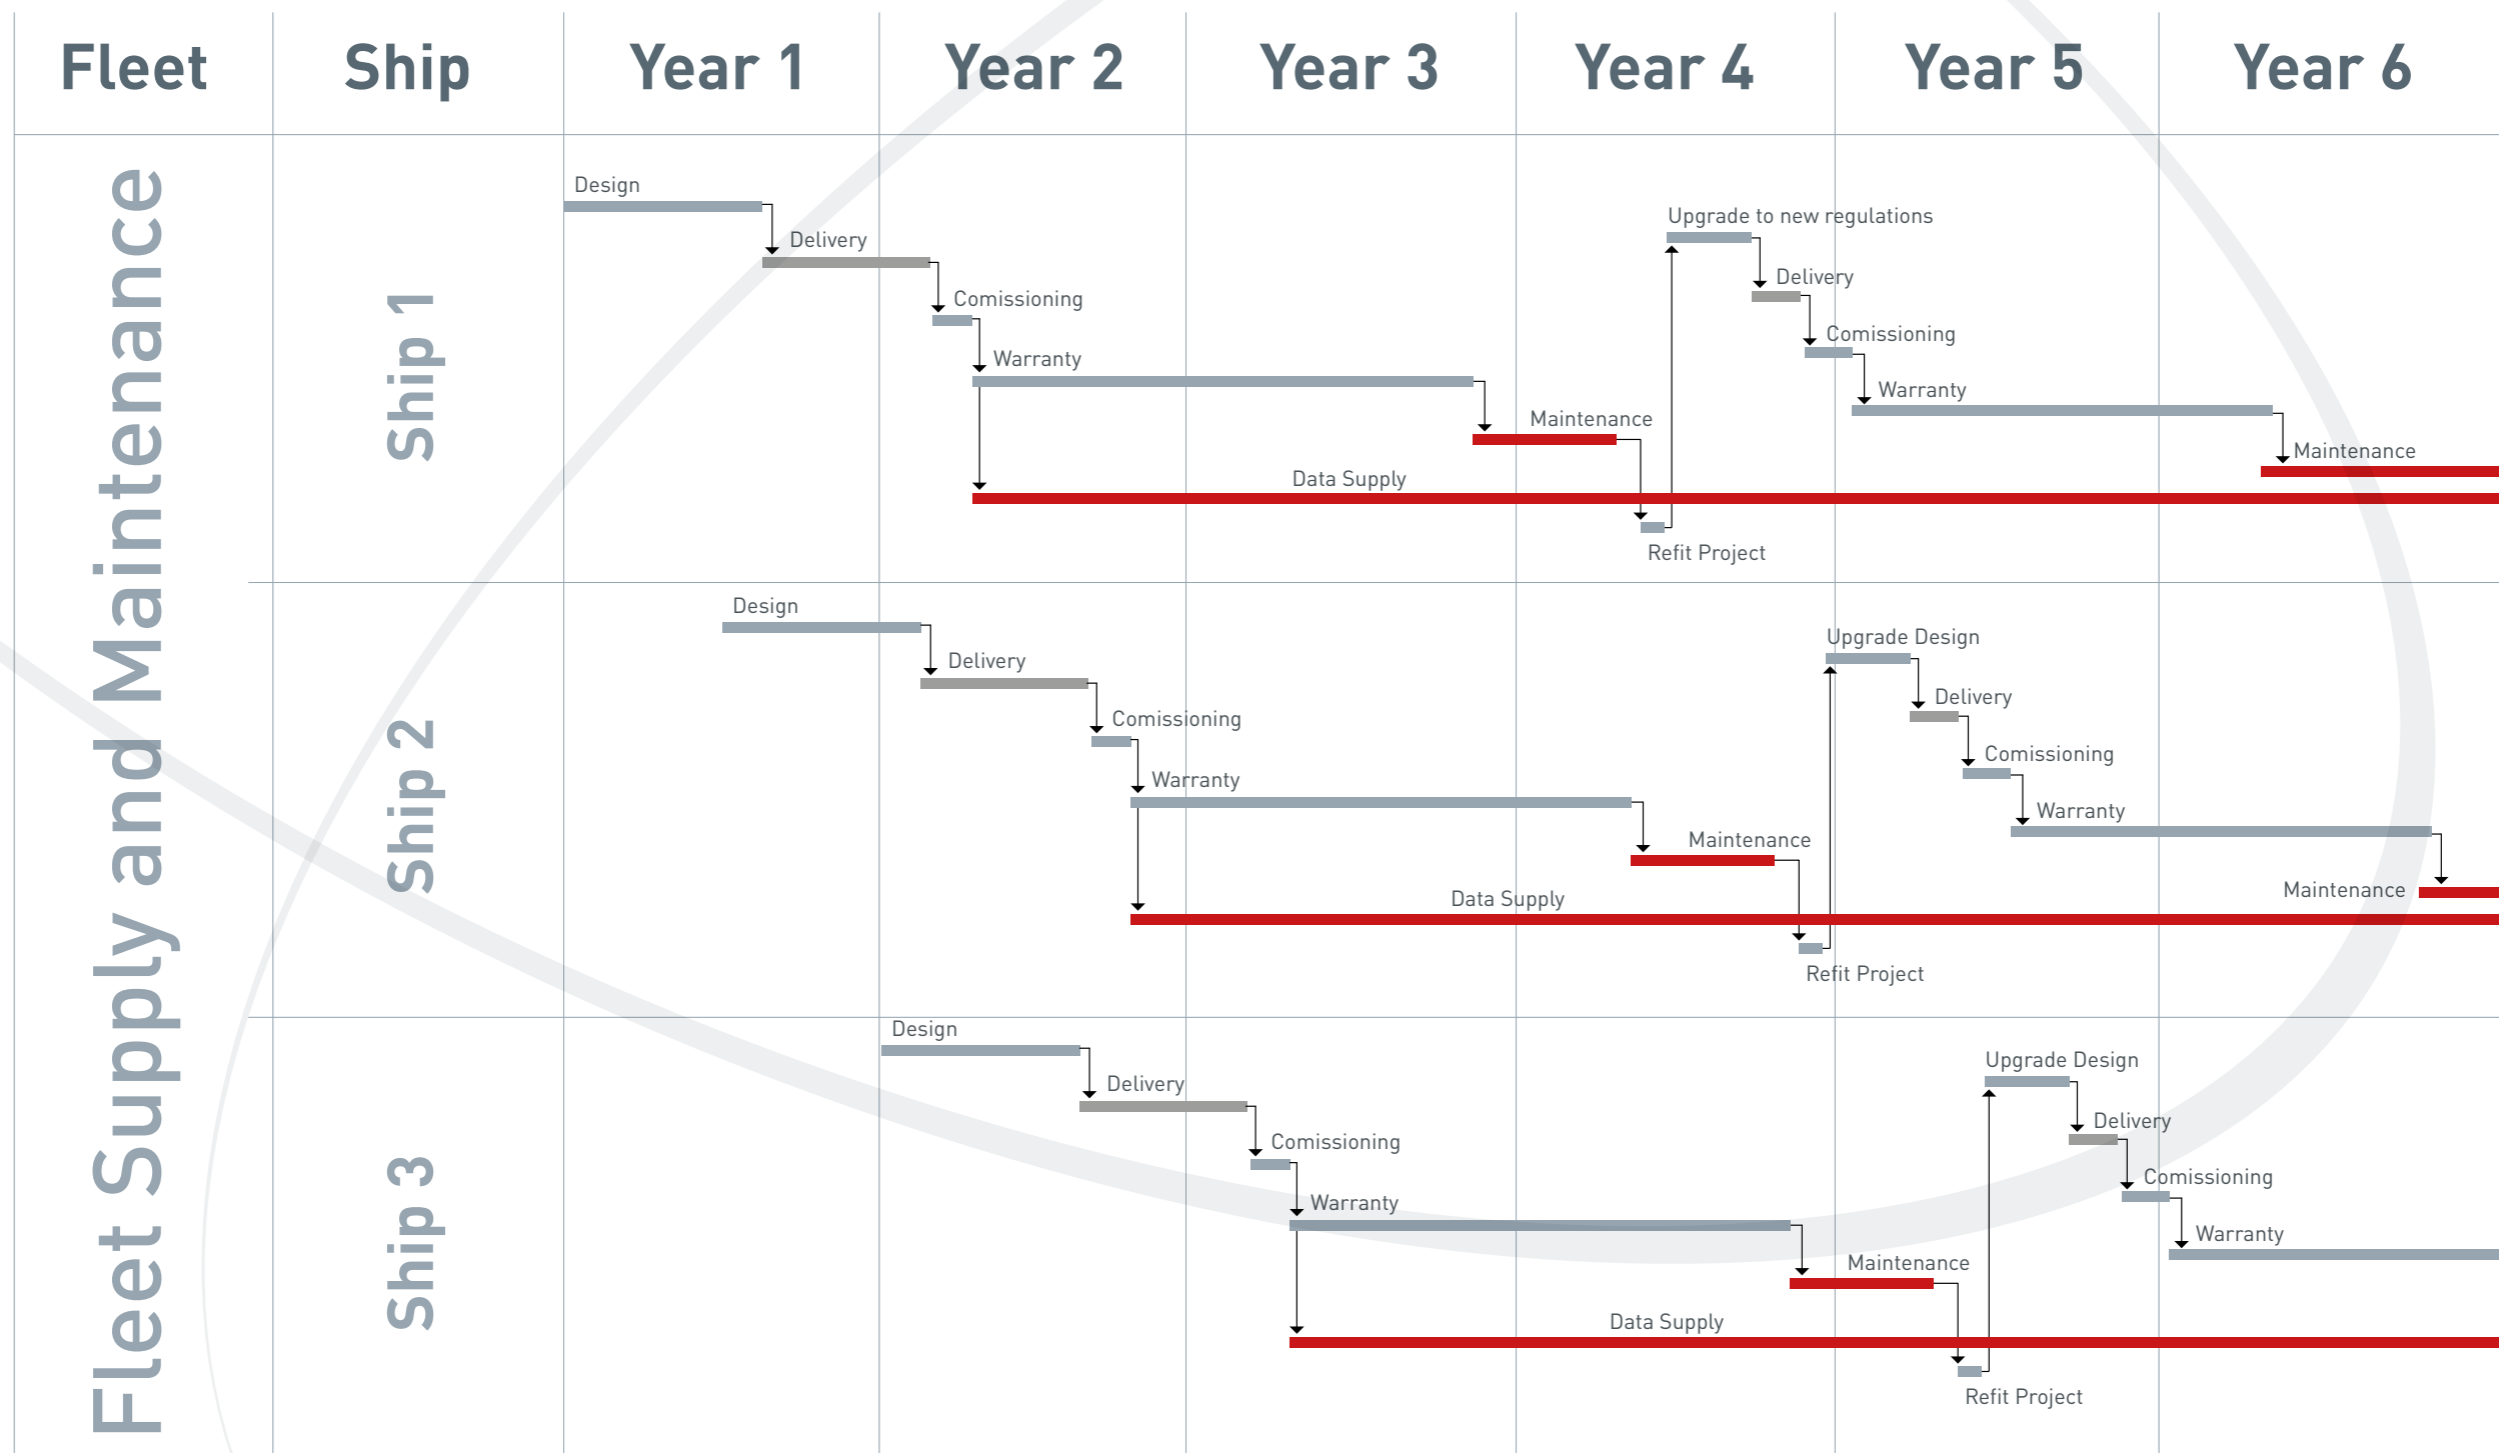 Fleet
Ship
Year 1
Year 2
Year 3
Year 4
Year 5
Year 6
Fleet Supply and Maintenance
Ship 1
Design
Delivery
Comissioning
Warranty
Maintenance
Data Supply
Refit Project
Upgrade to new regulations
Delivery
Comissioning
Warranty
Maintenance
Ship 2
Design
Delivery
Comissioning
Warranty
Maintenance
Data Supply
Refit Project
Upgrade Design
Delivery
Comissioning
Warranty
Maintenance
Ship 3
Design
Delivery
Comissioning
Warranty
Maintenance
Data Supply
Refit Project
Upgrade Design
Delivery
Comissioning
Warranty